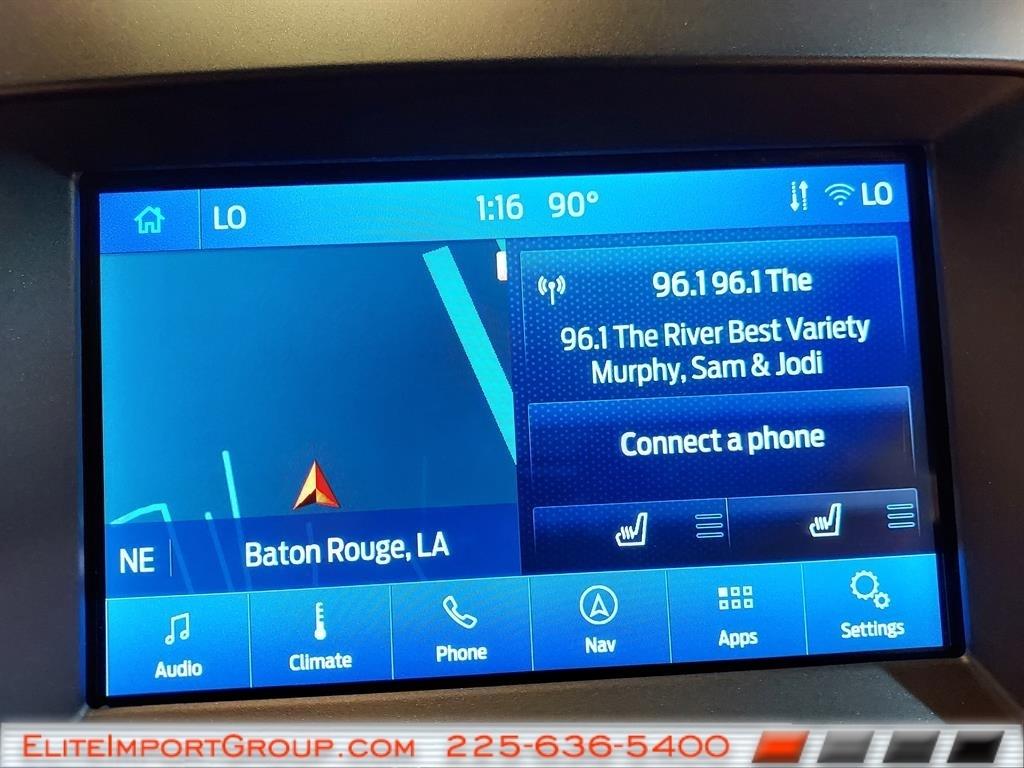 LO 1:16 90° LO
96.1 96.1 The
96.1 The River Best Variety
Murphy, Sam & Jodi
Connect a phone
NE Baton Rouge, LA
Audio Climate Phone Nav Apps Settings
EliteImportGroup.com 225-636-5400